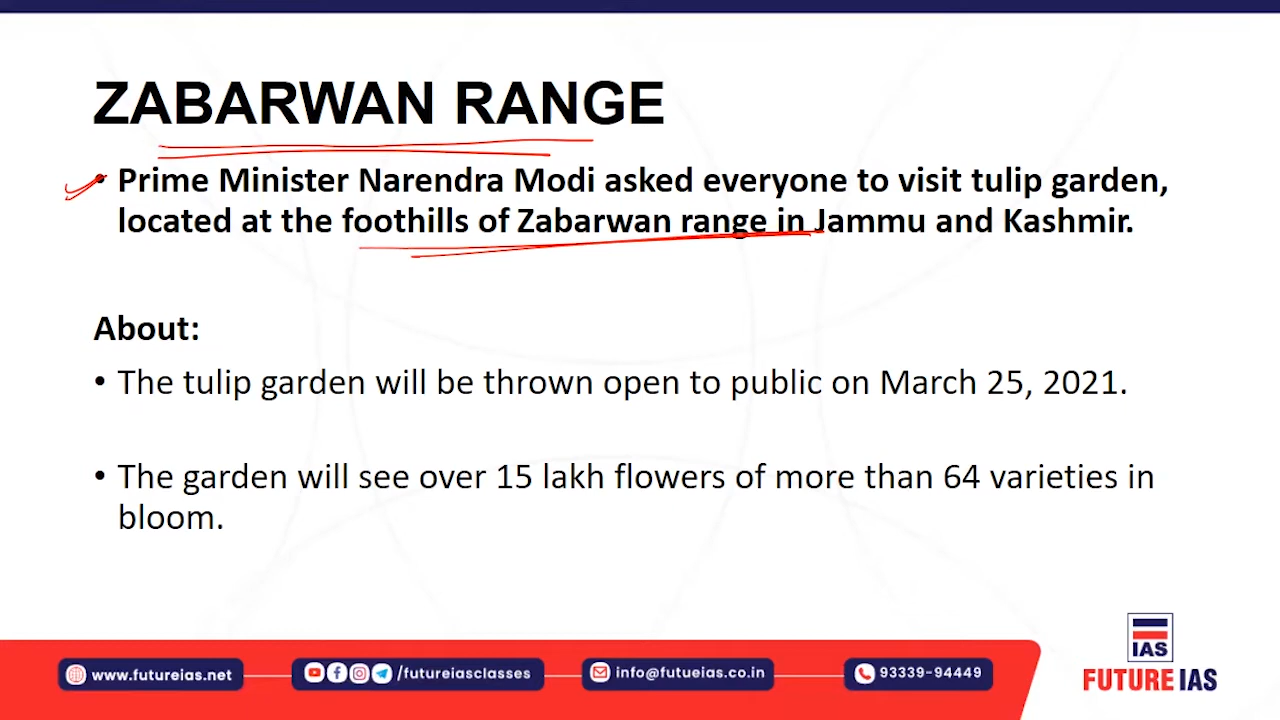 ZABARWAN RANGE
• Prime Minister Narendra Modi asked everyone to visit tulip garden,
located at the foothills of Zabarwan range in Jammu and Kashmir.
About:
• The tulip garden will be thrown open to public on March 25, 2021.
• The garden will see over 15 lakh flowers of more than 64 varieties in
bloom.
IAS
FUTURE IAS
www.futureias.net
/futureiasclasses
info@futueias.co.in
93339-94449